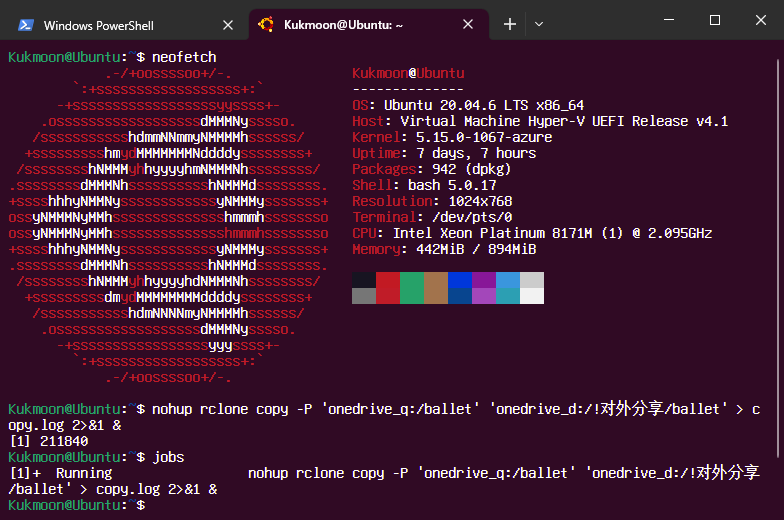 Windows PowerShell
Kukmoon@Ubuntu: ~
Kukmoon@Ubuntu:~$ neofetch
.-/+oossssoo+/-.
Kukmoon@Ubuntu
`:+ssssssssssssssssss+:`
--------------
-+ssssssssssssssssssyyssss+-
OS: Ubuntu 20.04.6 LTS x86_64
.ossssssssssssssssssdMMMNysssso.
Host: Virtual Machine Hyper-V UEFI Release v4.1
/ssssssssssshdmmNNmmyNMMMMhssssss/
Kernel: 5.15.0-1067-azure
+ssssssssshmydMMMMMMMNddddyssssssss+
Uptime: 7 days, 7 hours
/sssssssshNMMMyhhyyyyhmNMMMNhssssssss/
Packages: 942 (dpkg)
.ssssssssdMMMNhsssssssssshNMMMdssssssss.
Shell: bash 5.0.17
+sssshhhyNMMNyssssssssssssyNMMMysssssss+
Resolution: 1024x768
ossyNMMMNyMMhsssssssssssssshmmmhssssssso
Terminal: /dev/pts/0
ossyNMMMNyMMhsssssssssssssshmmmhssssssso
CPU: Intel Xeon Platinum 8171M (1) @ 2.095GHz
+sssshhhyNMMNyssssssssssssyNMMMysssssss+
Memory: 442MiB / 894MiB
.ssssssssdMMMNhsssssssssshNMMMdssssssss.
/sssssssshNMMMyhhyyyyhdNMMMNhssssssss/
+sssssssssdmydMMMMMMMMddddyssssssss+
/ssssssssssshdmNNNNmyNMMMMhssssss/
.ossssssssssssssssssdMMMNysssso.
-+sssssssssssssssssyyyssss+-
`:+ssssssssssssssssss+:`
.-/+oossssoo+/-.
Kukmoon@Ubuntu:~$ nohup rclone copy -P 'onedrive_q:/ballet' 'onedrive_d:/!对外分享/ballet' > c
opy.log 2>&1 &
[1] 211840
Kukmoon@Ubuntu:~$ jobs
[1]+  Running                 nohup rclone copy -P 'onedrive_q:/ballet' 'onedrive_d:/!对外分享
/ballet' > copy.log 2>&1 &
Kukmoon@Ubuntu:~$